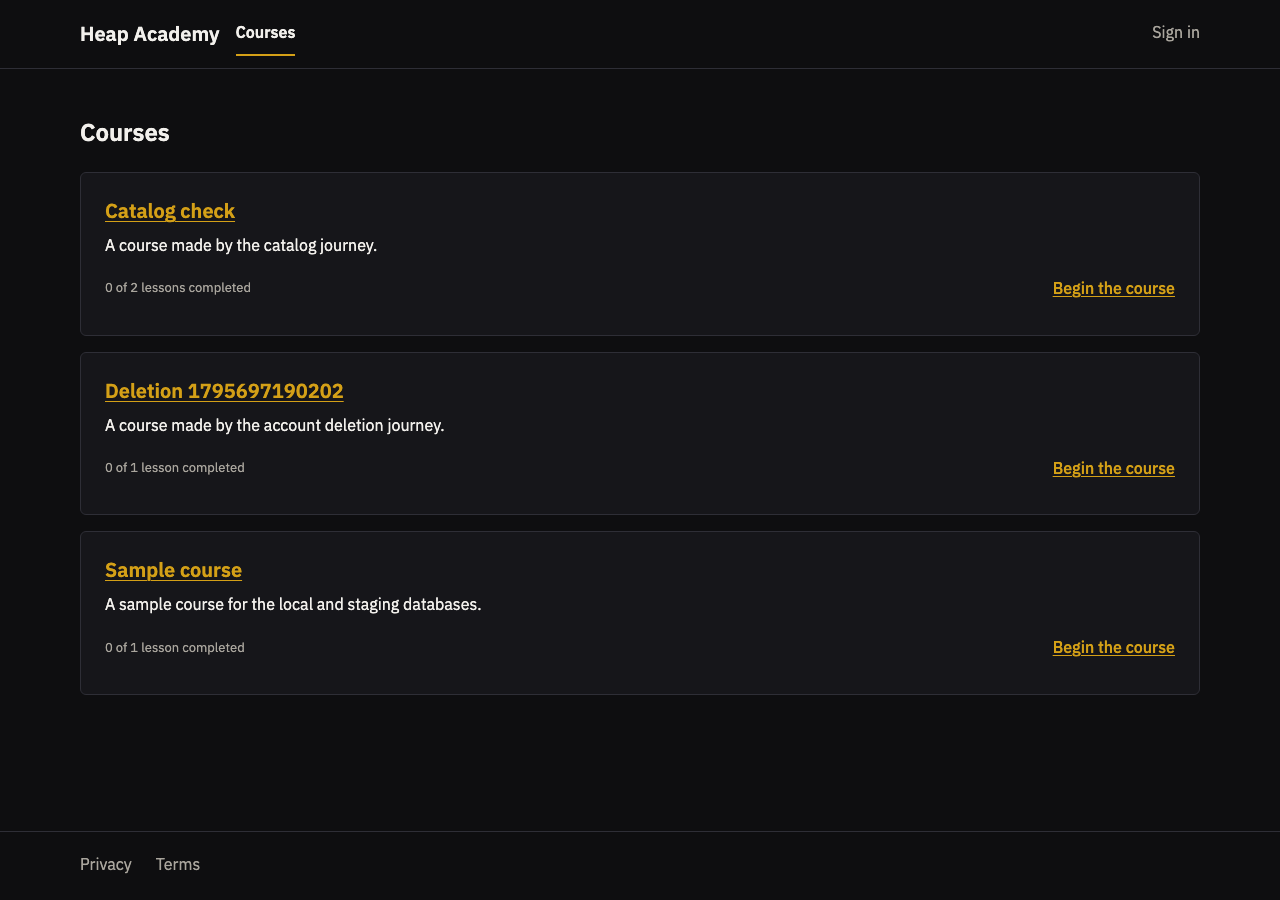 Heap Academy Courses Sign in
Courses
Catalog check
A course made by the catalog journey.
0 of 2 lessons completed Begin the course
Deletion 1795697190202
A course made by the account deletion journey.
0 of 1 lesson completed Begin the course
Sample course
A sample course for the local and staging databases.
0 of 1 lesson completed Begin the course
Privacy Terms